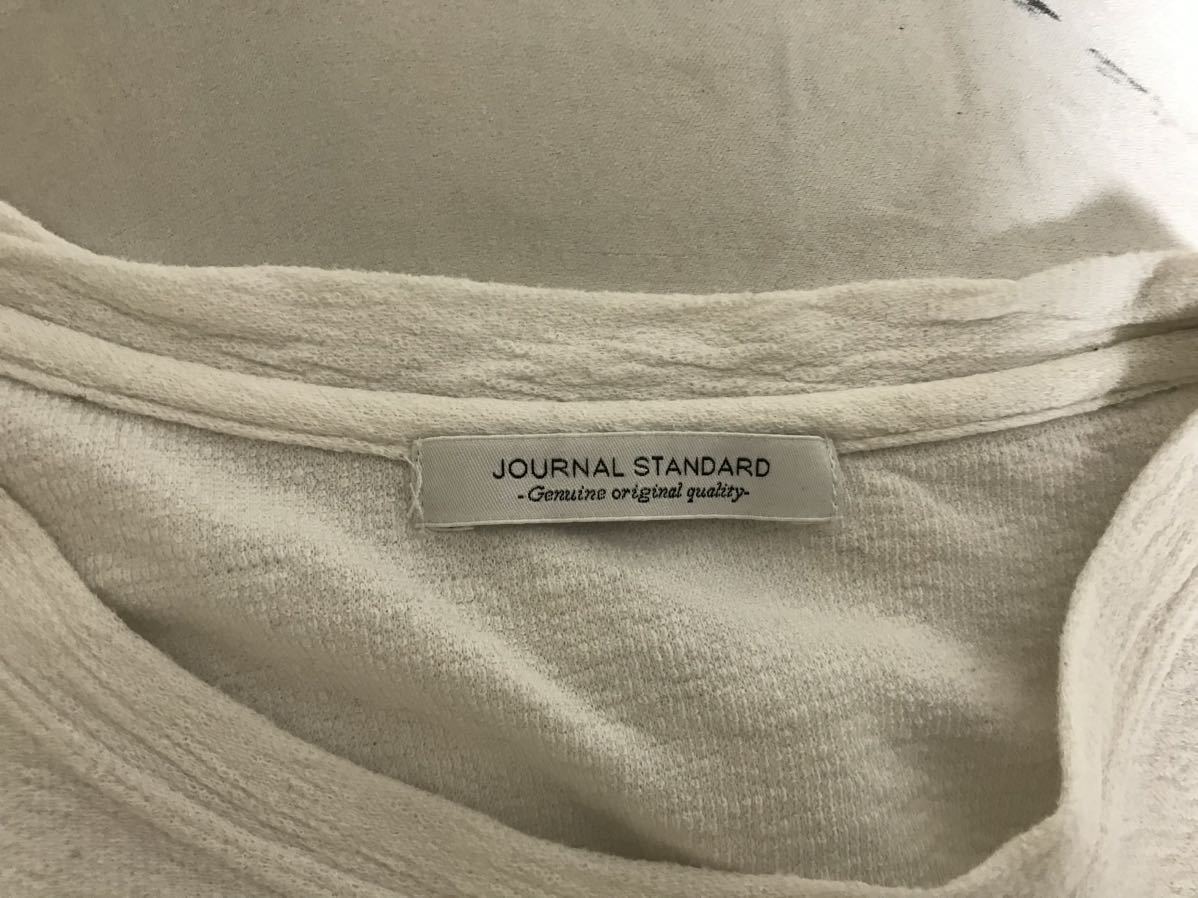 JOURNAL STANDARD
-Genuine original quality-